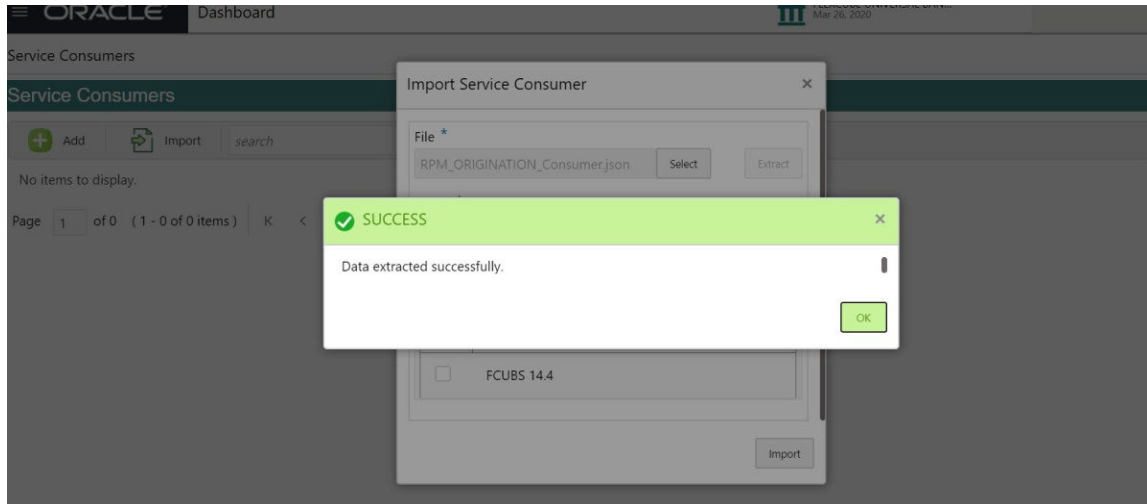 ORACLE Dashboard
Mar 26, 2020
Service Consumers
Service Consumers
Add Import search
No items to display.
Page 1 of 0 (1 - 0 of 0 items) K <
Import Service Consumer ×
File *
RPM_ORIGINATION_Consumer.json Select Extract
SUCCESS ×
Data extracted successfully.
OK
FCUBS 14.4
Import